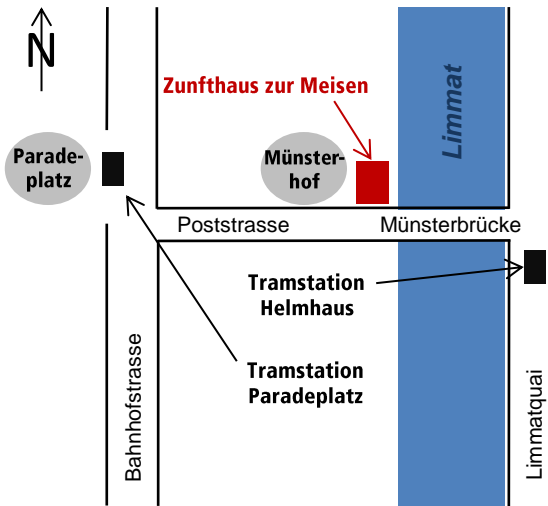 N
Zunfthaus zur Meisen
Limmat
Parade-
platz
Münster-
hof
Poststrasse
Münsterbrücke
Tramstation
Helmhaus
Tramstation
Paradeplatz
Bahnhofstrasse
Limmatquai